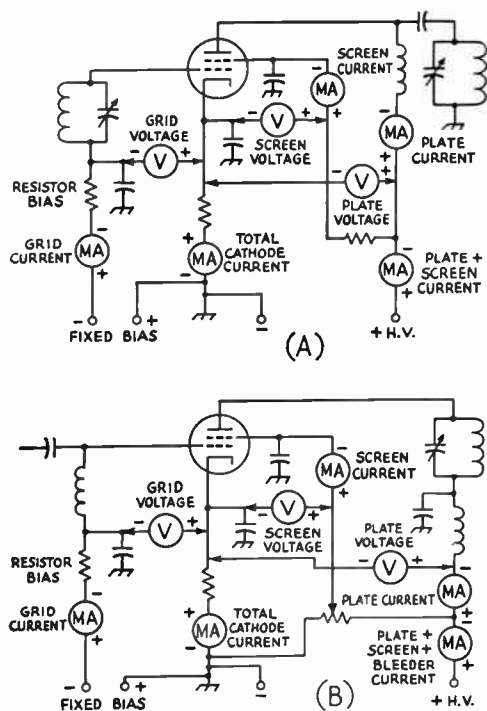 SCREEN
CURRENT
MA
GRID
VOLTAGE
V
SCREEN
VOLTAGE
V
MA
PLATE
CURRENT
V
PLATE
VOLTAGE
RESISTOR
BIAS
GRID
CURRENT
MA
MA
TOTAL
CATHODE
CURRENT
MA
PLATE +
SCREEN
CURRENT
- FIXED BIAS +
-
+ H.V.
(A)
MA
SCREEN
CURRENT
GRID
VOLTAGE
V
V
SCREEN
VOLTAGE
PLATE
VOLTAGE
V
RESISTOR
BIAS
GRID
CURRENT
MA
MA
TOTAL
CATHODE
CURRENT
PLATE CURRENT
MA
MA
PLATE +
SCREEN +
BLEEDER
CURRENT
- FIXED BIAS +
-
+ H.V.
(B)